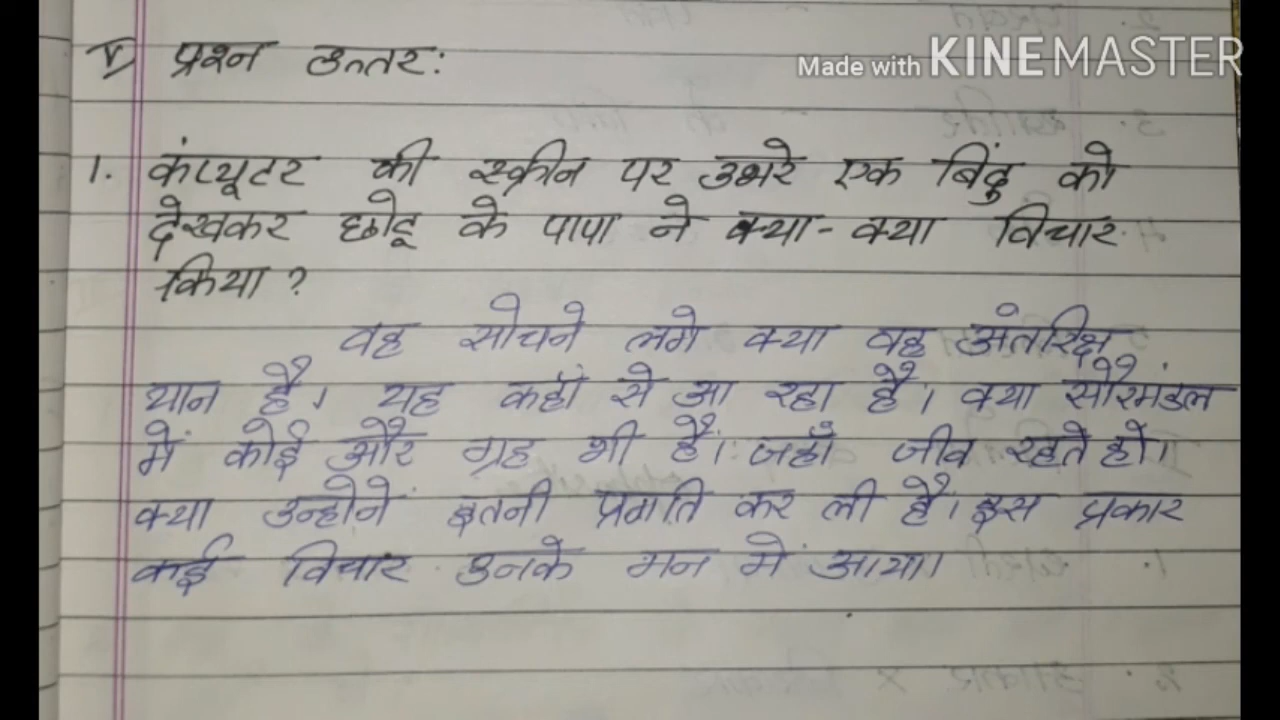 Made with KINEMASTER
V) प्रश्न उत्तर:
1. कंप्यूटर की स्क्रीन पर उभरे एक बिंदु को
देखकर छोटू के पापा ने क्या-क्या विचार
किया?
वह सोचने लगे क्या वह अंतरिक्ष
यान है। यह कहाँ से आ रहा है। क्या सौरमंडल
में कोई और ग्रह भी है। जहाँ जीव रहते हो।
क्या उन्होने इतनी प्रगति कर ली है। इस प्रकार
कई विचार उनके मन में आया।